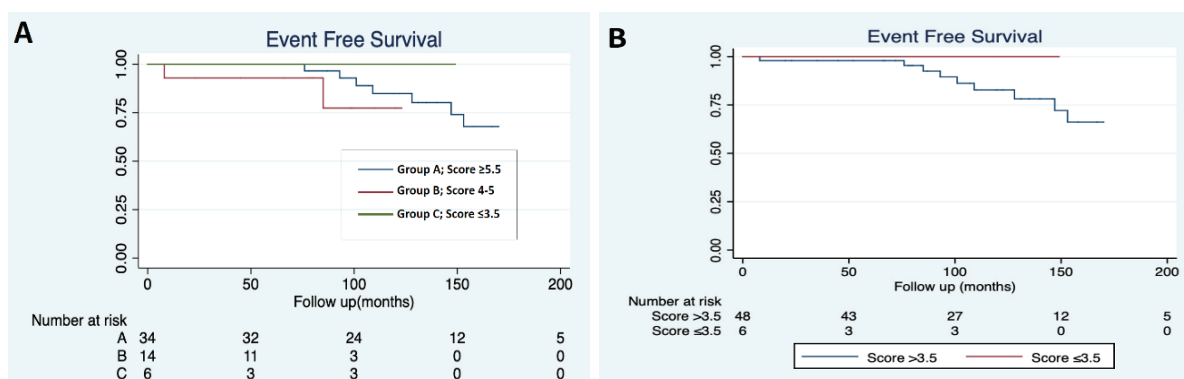 A
Event Free Survival
1.00
0.75
0.50
0.25
0.00
Group A; Score ≥5.5
Group B; Score 4-5
Group C; Score ≤3.5
0 50 100 150 200
Follow up(months)
Number at risk
A 34 32 24 12 5
B 14 11 3 0 0
C 6 3 3 0 0
B
Event Free Survival
1.00
0.75
0.50
0.25
0.00
0 50 100 150 200
Follow up (months)
Number at risk
Score >3.5 48 43 27 12 5
Score ≤3.5 6 3 3 0 0
Score >3.5 Score ≤3.5